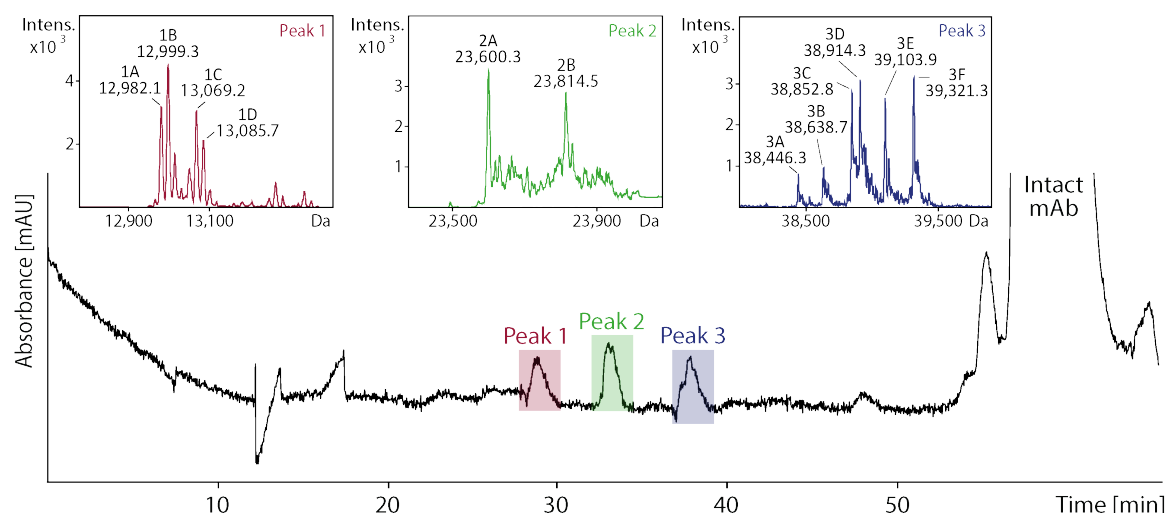 Intens.
x10 3
Peak 1
4
2
1A
12,982.1
1B
12,999.3
1C
13,069.2
1D
13,085.7
12,900
13,100
Da
Intens.
x10 3
Peak 2
3
2
1
2A
23,600.3
2B
23,814.5
23,500
23,900
Da
Intens.
x10 3
Peak 3
3
2
1
3A
38,446.3
3B
38,638.7
3C
38,852.8
3D
38,914.3
3E
39,103.9
3F
39,321.3
38,500
39,500 Da
Absorbance [mAU]
Peak 1
Peak 2
Peak 3
Intact
mAb
10
20
30
40
50
Time [min]